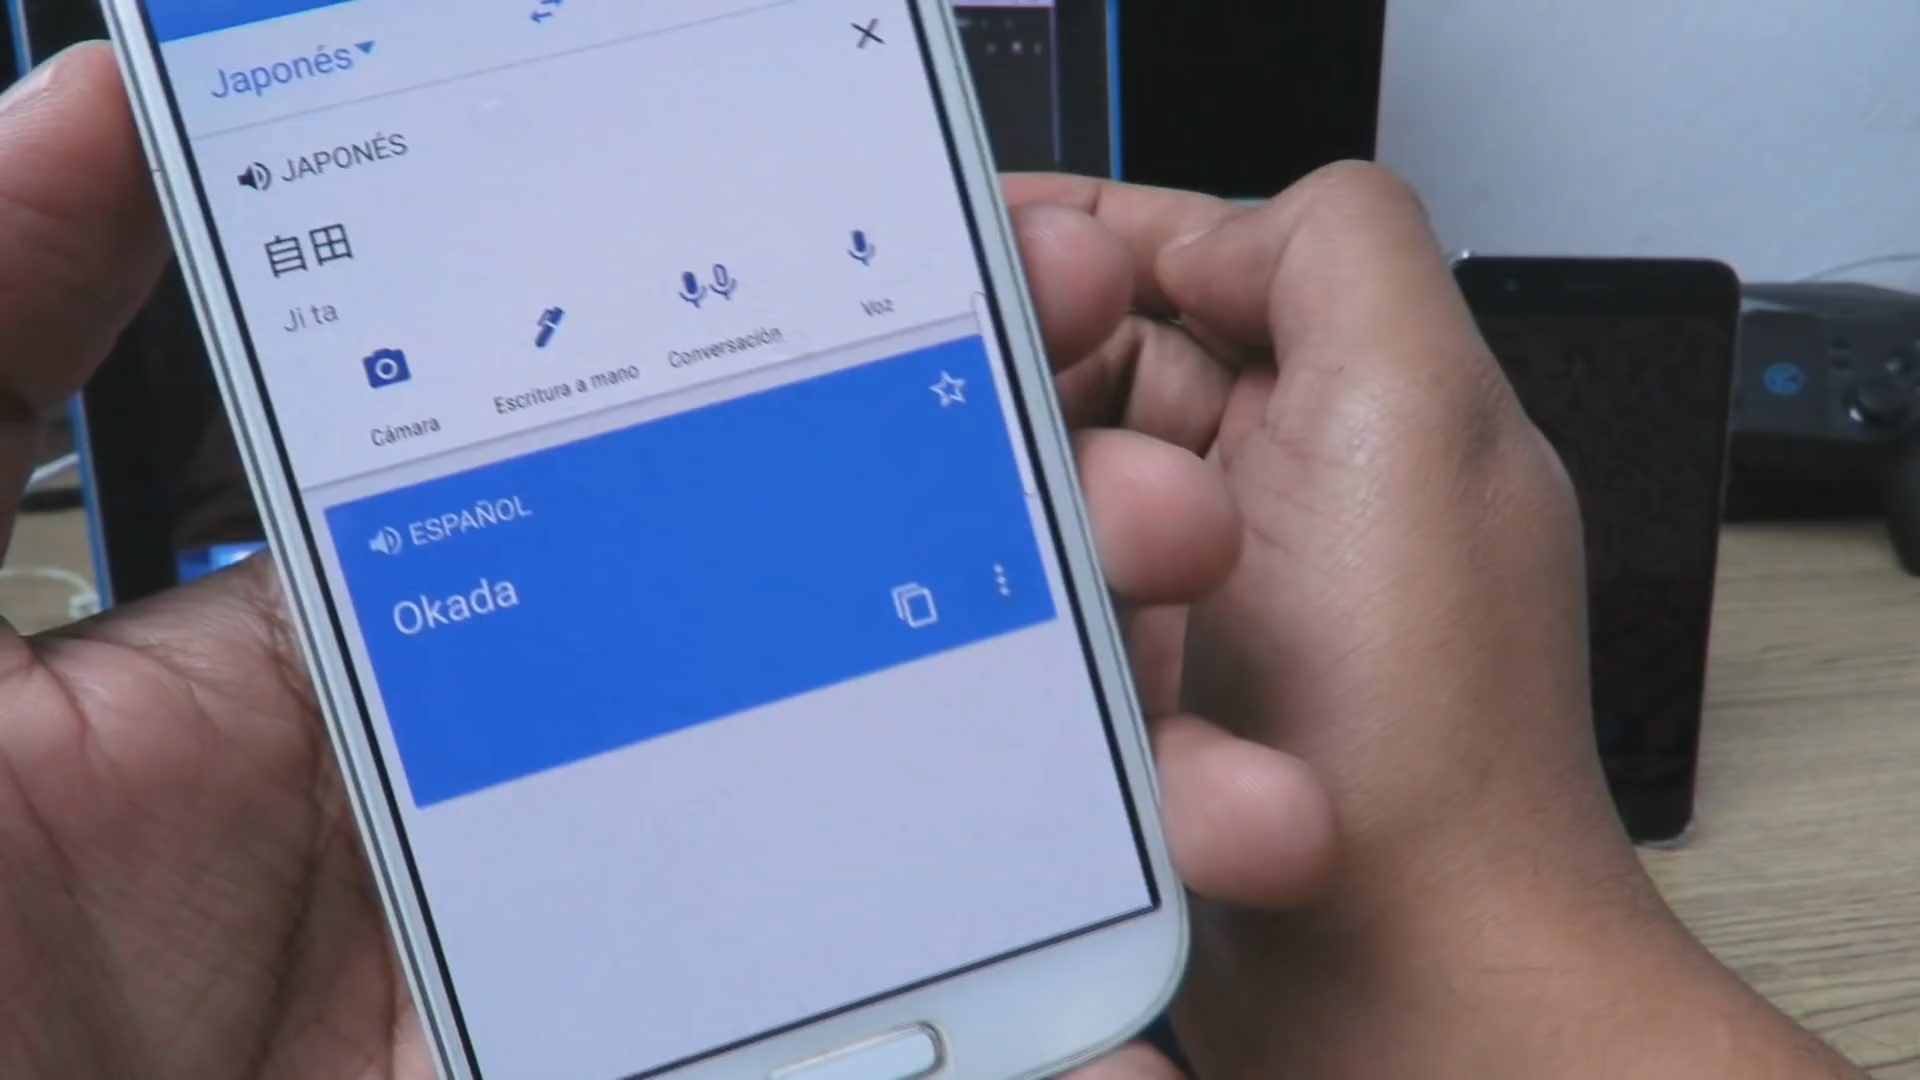 Japonés
JAPONÉS
自田
Ji ta
Cámara
Escritura a mano
Conversación
Voz
ESPAÑOL
Okada